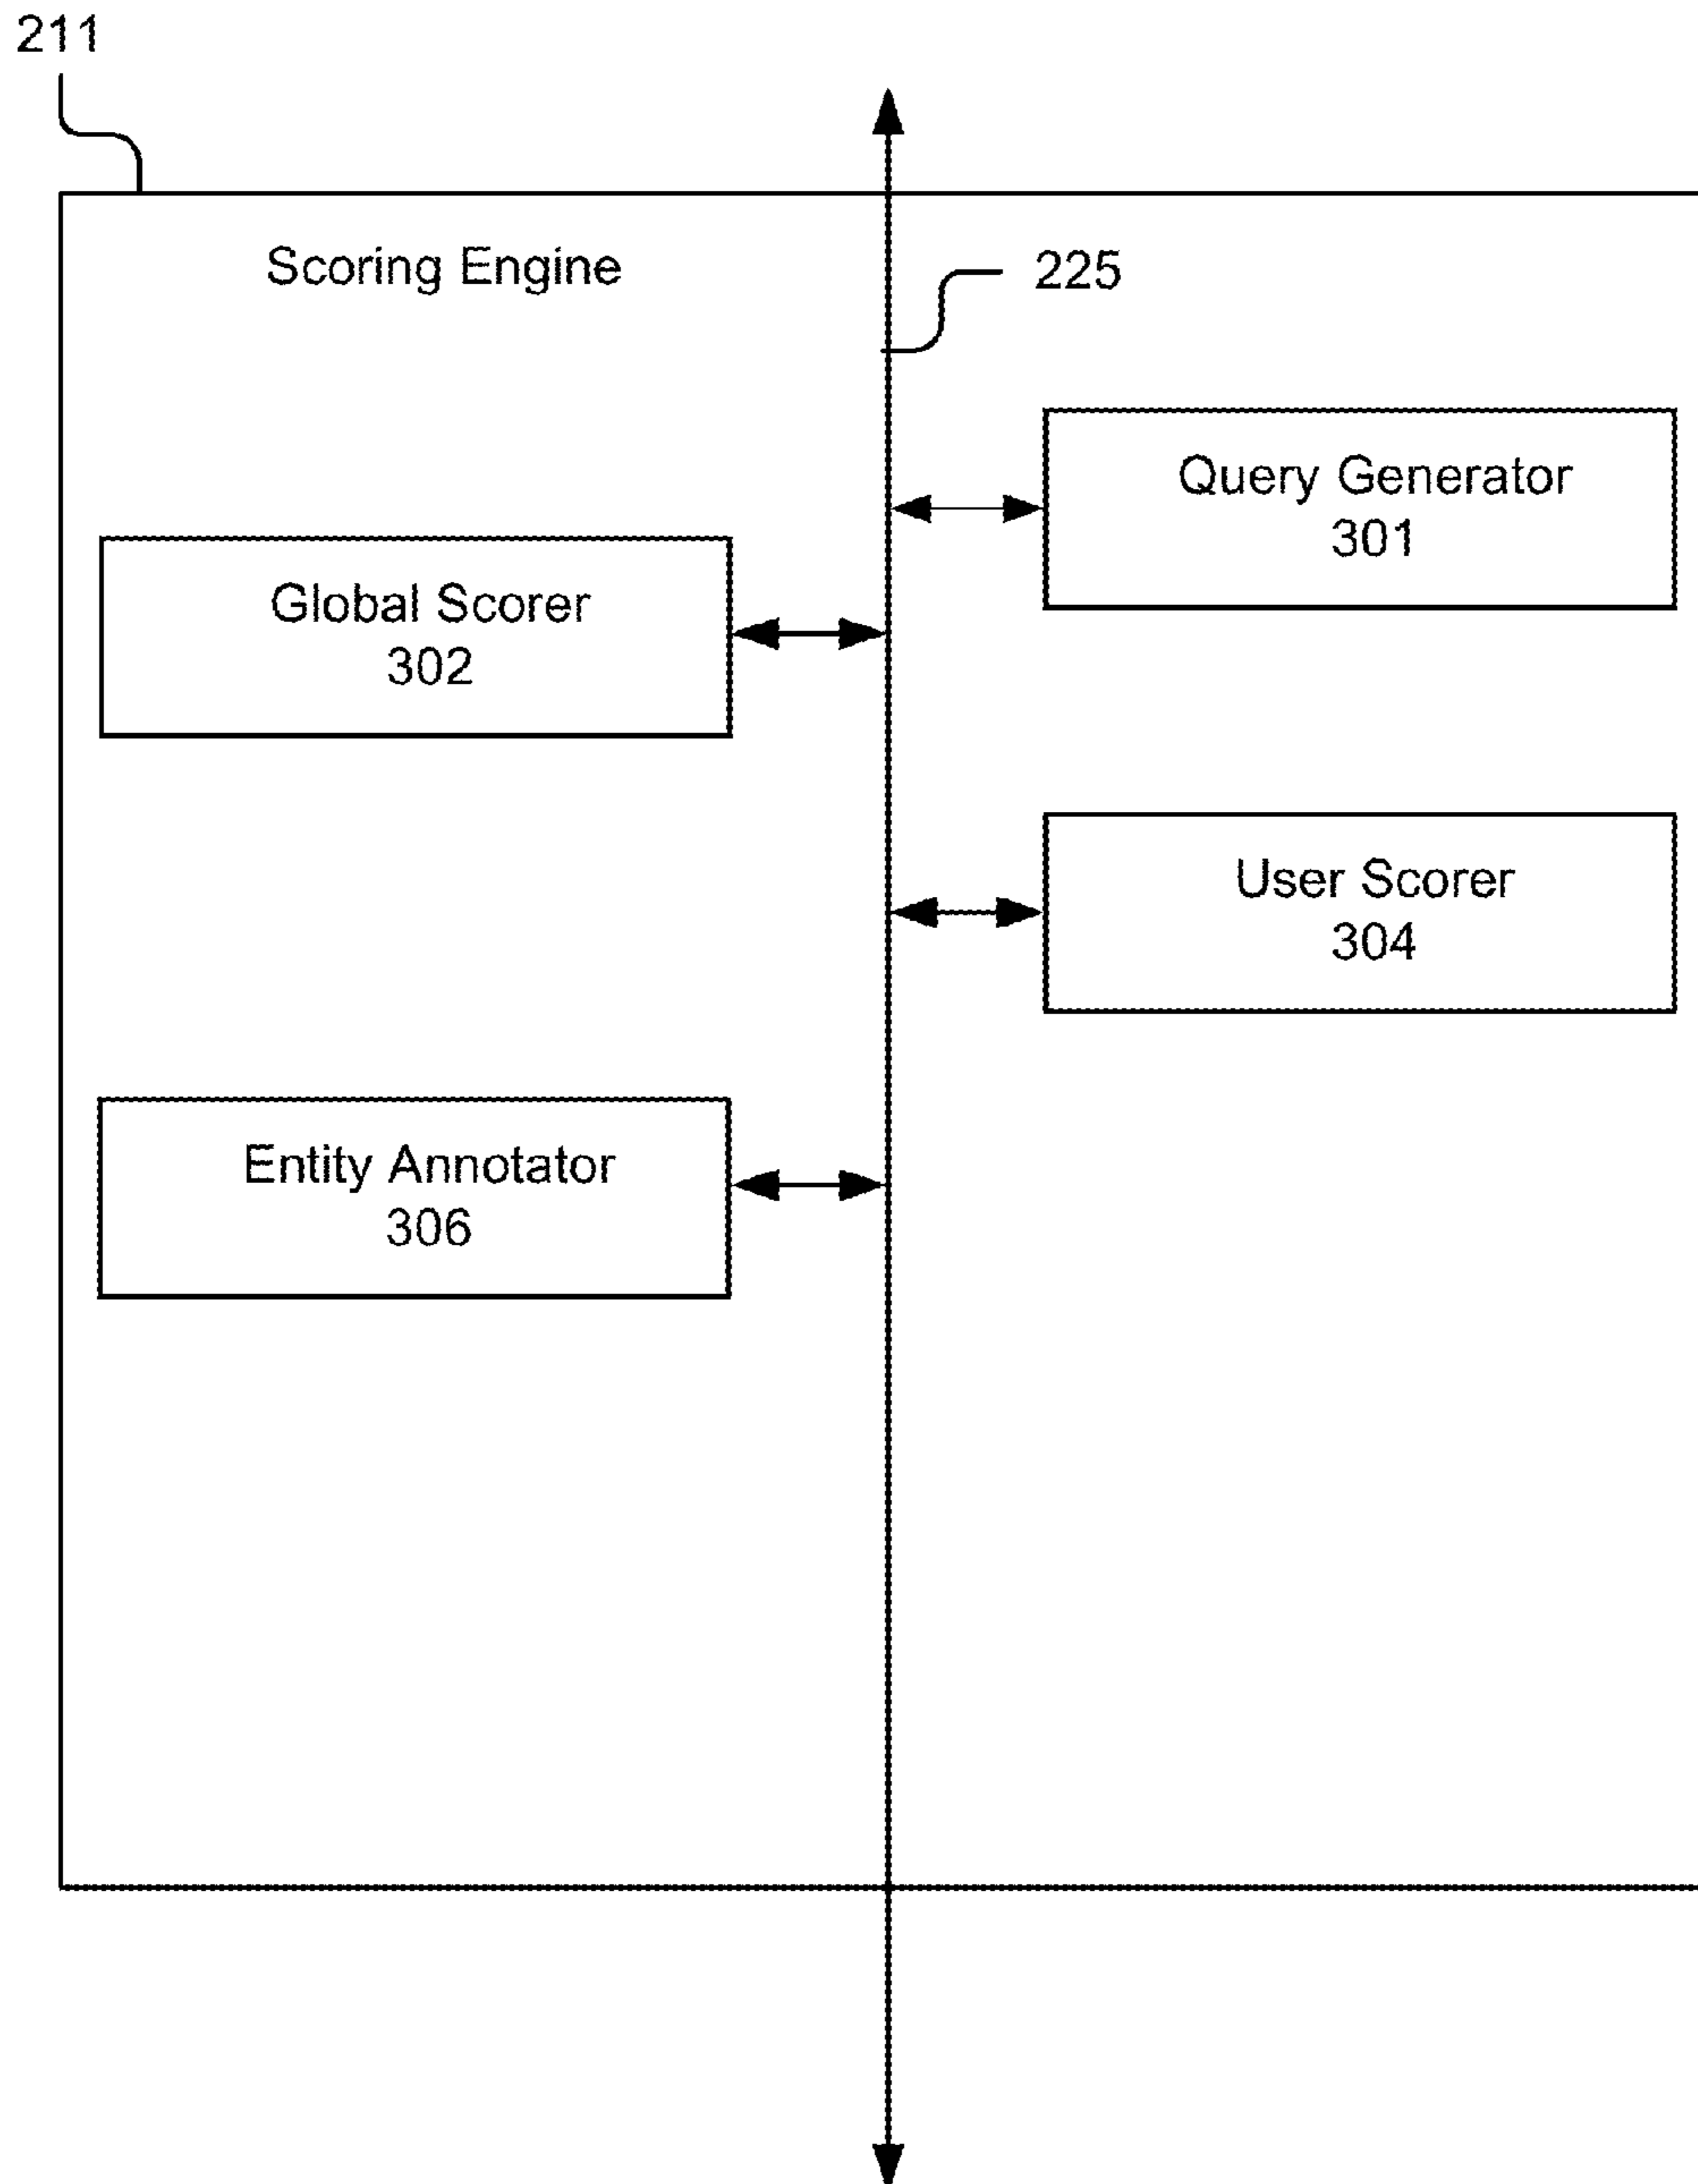 211
Scoring Engine
225
Query Generator
301
Global Scorer
302
User Scorer
304
Entity Annotator
306